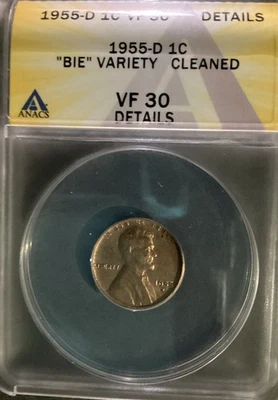 1955-D 1C VF 30 DETAILS
1955-D 1C
"BIE" VARIETY CLEANED
VF 30
DETAILS
ANACS